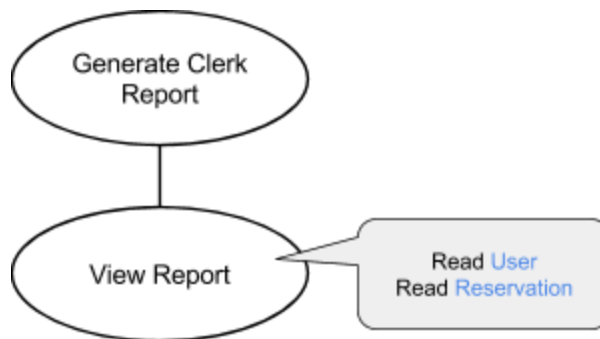 Generate Clerk
Report
View Report
Read User
Read Reservation